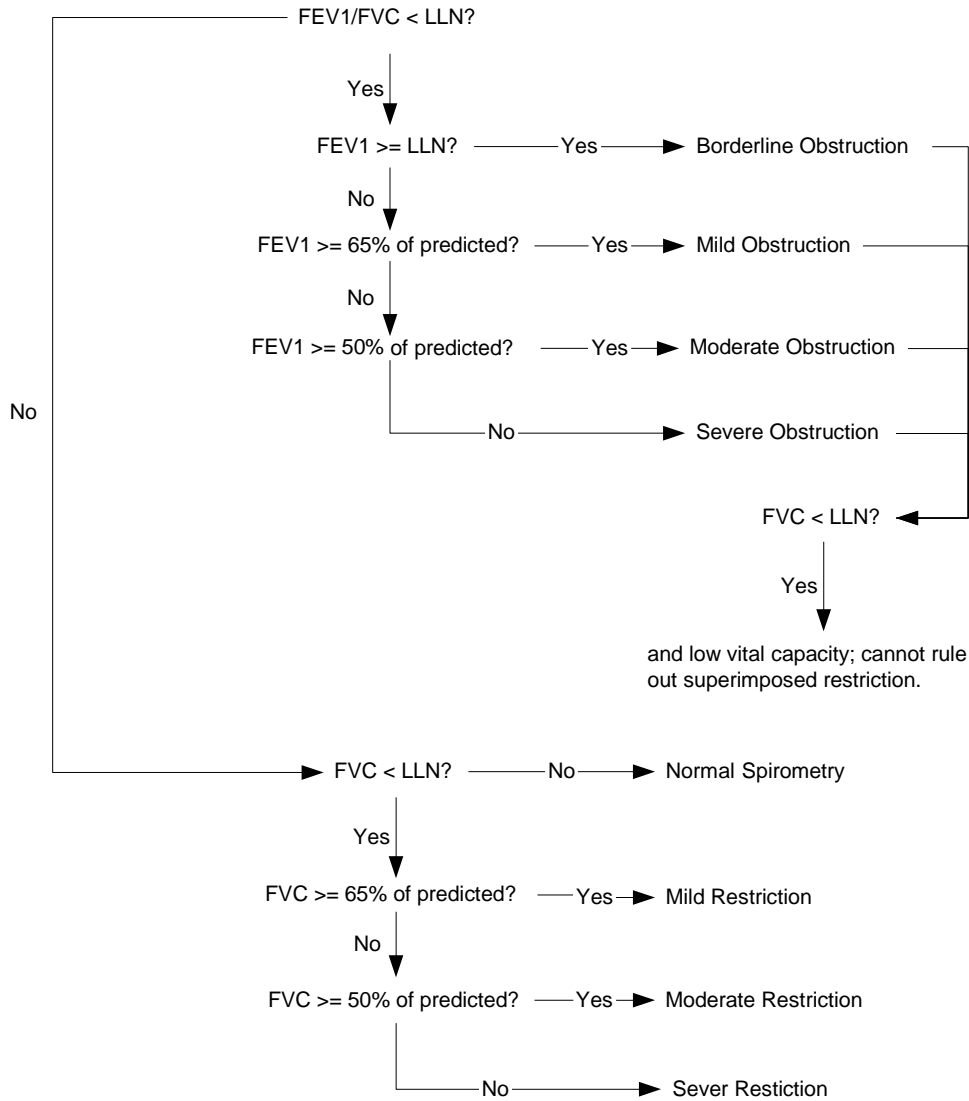 FEV1/FVC < LLN?
Yes
FEV1 >= LLN?
Yes
Borderline Obstruction
No
FEV1 >= 65% of predicted?
Yes
Mild Obstruction
No
FEV1 >= 50% of predicted?
Yes
Moderate Obstruction
No
No
Severe Obstruction
FVC < LLN?
Yes
and low vital capacity; cannot rule
out superimposed restriction.
FVC < LLN?
No
Normal Spirometry
Yes
FVC >= 65% of predicted?
Yes
Mild Restriction
No
FVC >= 50% of predicted?
Yes
Moderate Restriction
No
Sever Restiction